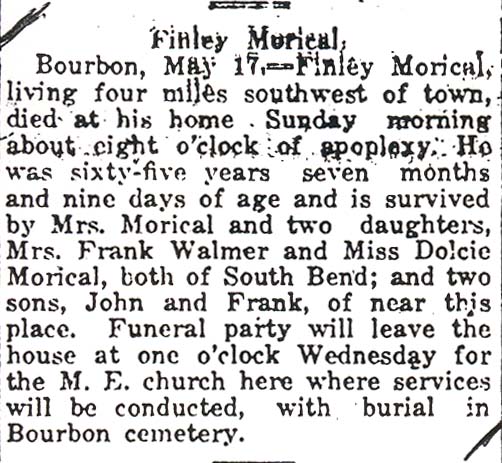 Finley Morical.
Bourbon, May 17.—Finley Morical,
living four miles southwest of town,
died at his home Sunday morning
about eight o'clock of apoplexy. He
was sixty-five years seven months
and nine days of age and is survived
by Mrs. Morical and two daughters,
Mrs. Frank Walmer and Miss Dolcie
Morical, both of South Bend; and two
sons, John and Frank, of near this
place. Funeral party will leave the
house at one o'clock Wednesday for
the M. E. church here where services
will be conducted, with burial in
Bourbon cemetery.